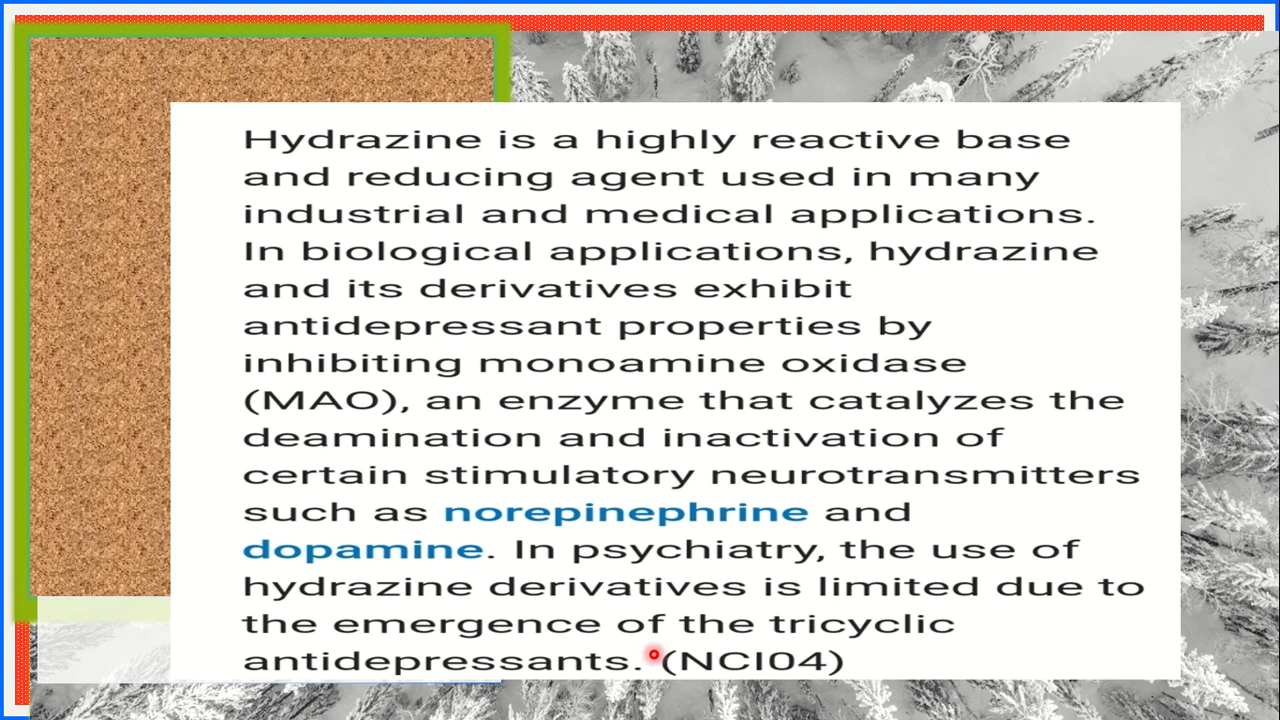 Hydrazine is a highly reactive base
and reducing agent used in many
industrial and medical applications.
In biological applications, hydrazine
and its derivatives exhibit
antidepressant properties by
inhibiting monoamine oxidase
(MAO), an enzyme that catalyzes the
deamination and inactivation of
certain stimulatory neurotransmitters
such as norepinephrine and
dopamine. In psychiatry, the use of
hydrazine derivatives is limited due to
the emergence of the tricyclic
antidepressants. (NCI04)